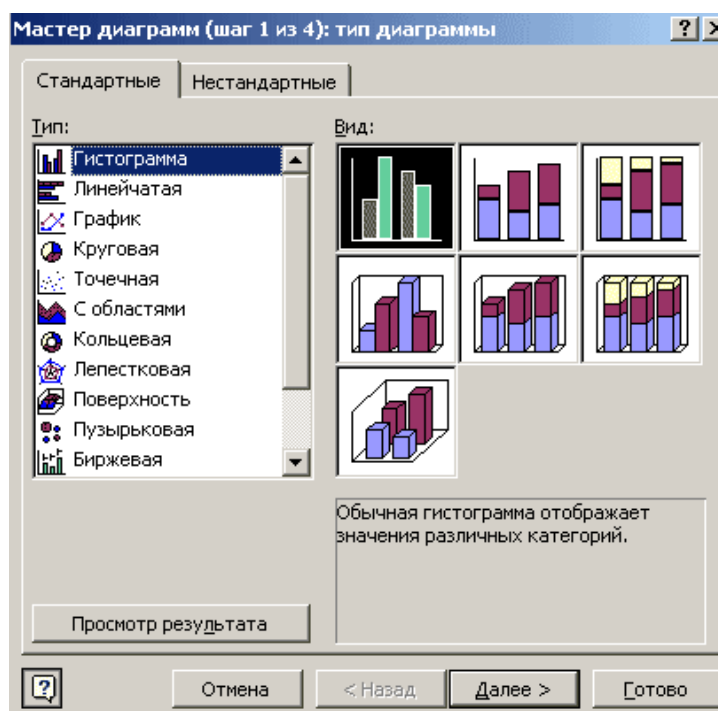 Мастер диаграмм (шаг 1 из 4): тип диаграммы
Стандартные
Нестандартные
Тип:
Вид:
Гистограмма
Линейчатая
График
Круговая
Точечная
С областями
Кольцевая
Лепестковая
Поверхность
Пузырьковая
Биржевая
Обычная гистограмма отображает
значения различных категорий.
Просмотр результата
Отмена
< Назад
Далее >
Готово